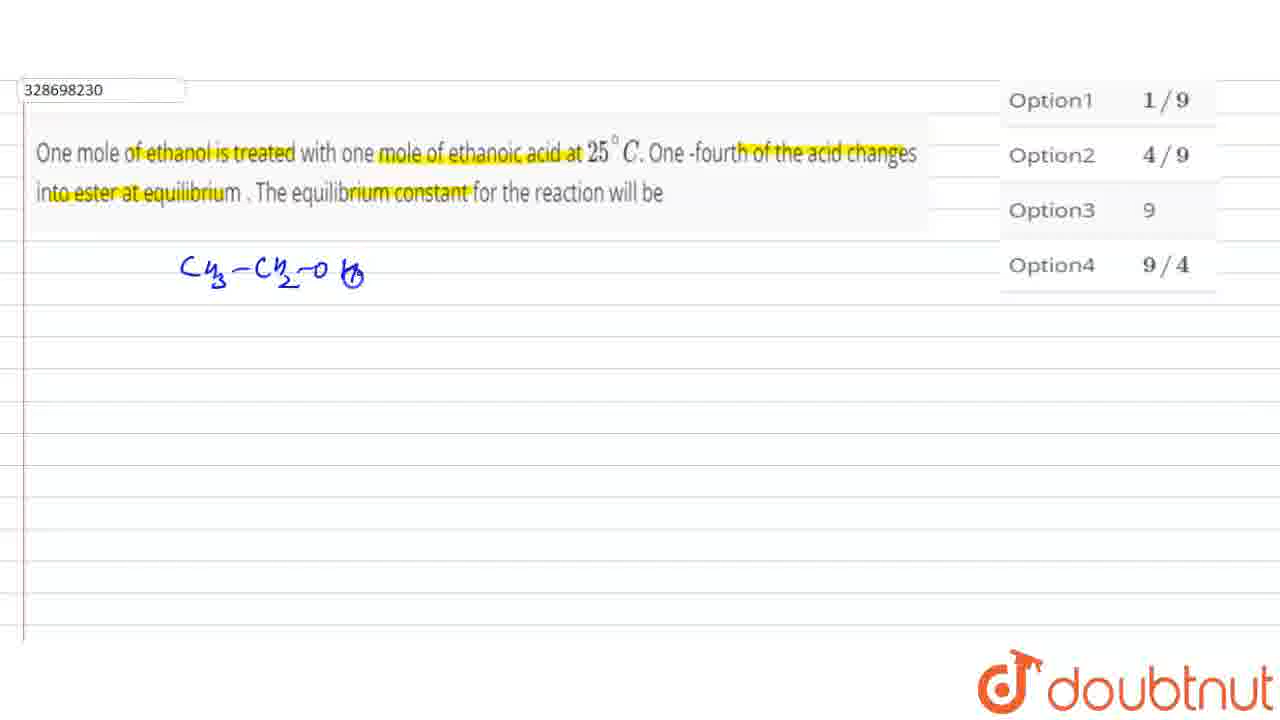 328698230
One mole of ethanol is treated with one mole of ethanoic acid at 25°C. One -fourth of the acid changes
into ester at equilibrium . The equilibrium constant for the reaction will be
Option1 1/9
Option2 4/9
Option3 9
Option4 9/4
CH3-CH2-OH
doubtnut